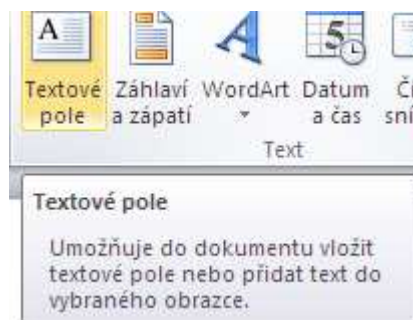 A
5
Textové Záhlaví WordArt Datum
pole a zápatí a čas
Text
Textové pole
Umožňuje do dokumentu vložit
textové pole nebo přidat text do
vybraného obrazce.